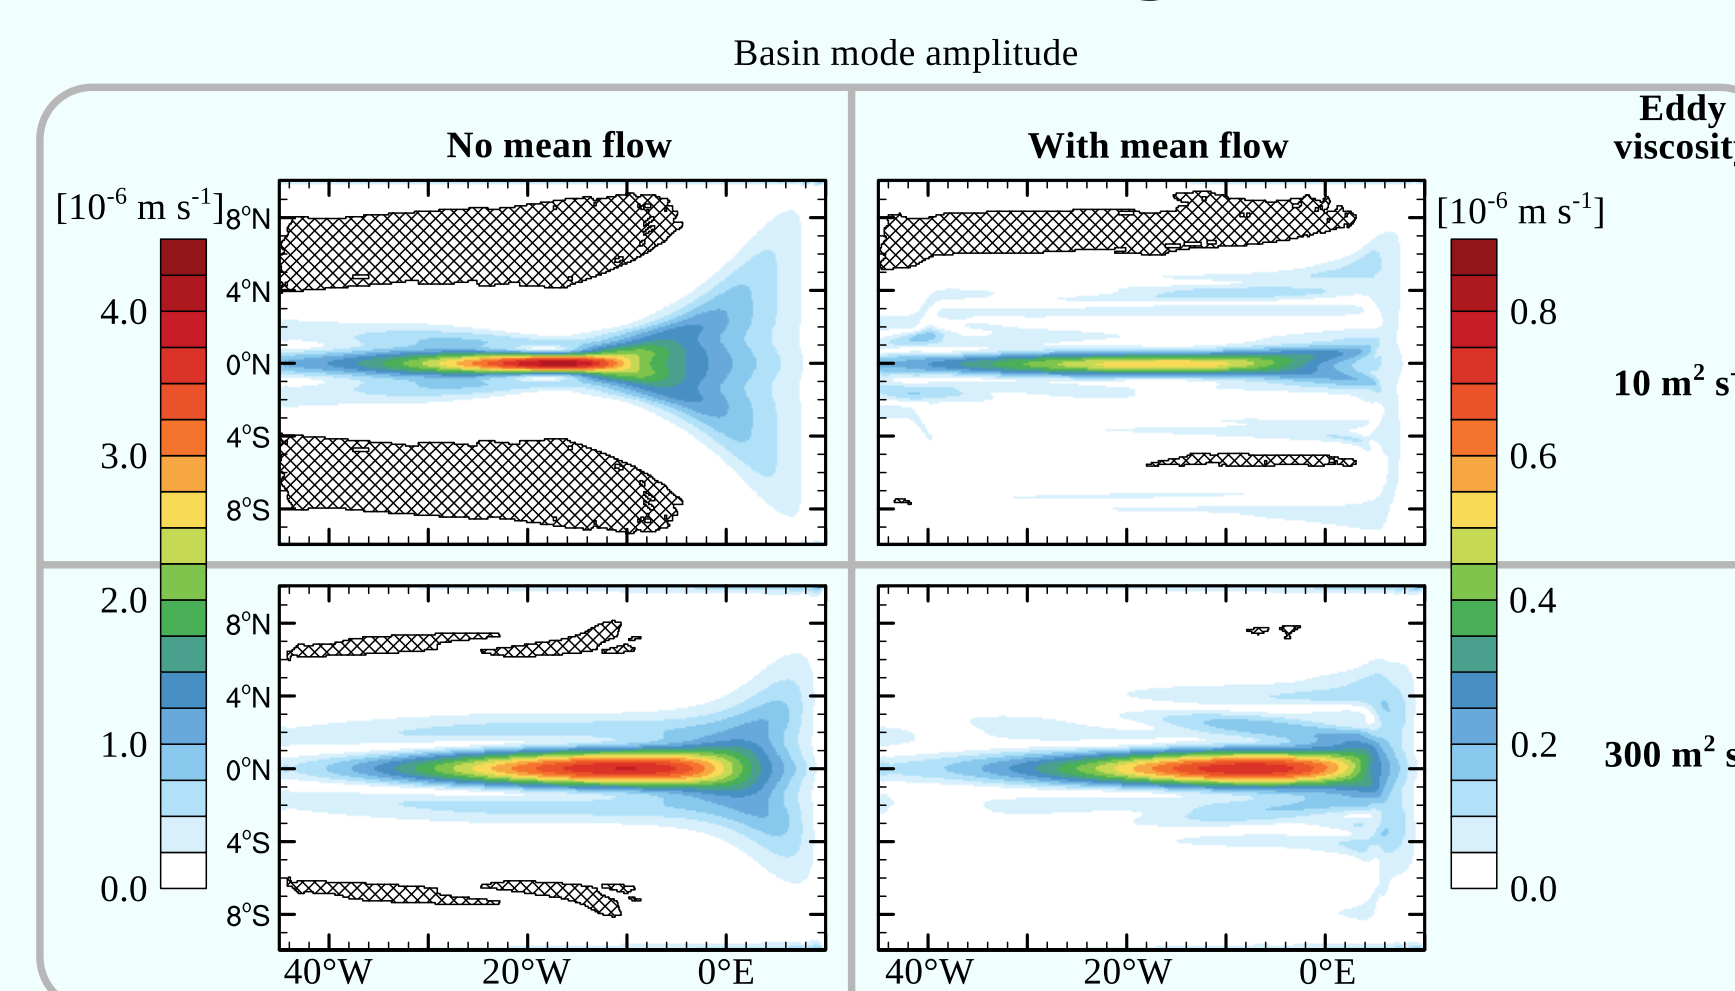 Basin mode amplitude
Eddy
viscosity
No mean flow
With mean flow
[10-6 m s-1]
[10-6 m s-1]
8°N
4°N
0°N
4°S
8°S
4.0
3.0
2.0
1.0
0.0
0.8
0.6
0.4
0.2
0.0
10 m2 s-
8°N
4°N
0°N
4°S
8°S
300 m2 s
40°W 20°W 0°E
40°W 20°W 0°E